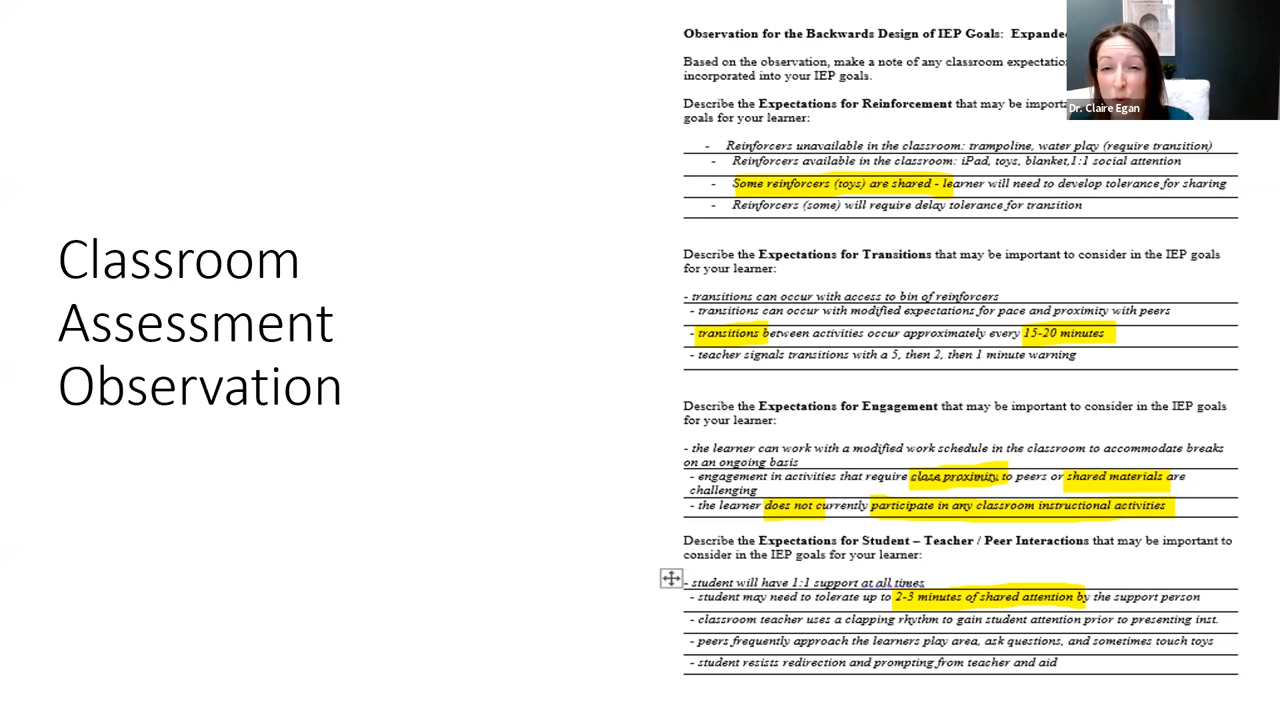 Classroom
Assessment
Observation
Observation for the Backwards Design of IEP Goals: Expanded
Based on the observation, make a note of any classroom
incorporated into your IEP goals.
Describe the Expectations for Reinforcement that may be
goals for your learner:
- Reinforcers unavailable in the classroom: trampoline, water play (require transition)
- Reinforcers available in the classroom: iPad, toys, blanket,1:1 social attention
- Some reinforcers (toys) are shared - learner will need to develop tolerance for sharing
- Reinforcers (some) will require delay tolerance for transition
Describe the Expectations for Transitions that may be important to consider in the IEP goals
for your learner:
- transitions can occur with access to bin of reinforcers
- transitions can occur with modified expectations for pace and proximity with peers
- transitions between activities occur approximately every 15-20 minutes
- teacher signals transitions with a 5, then 2, then 1 minute warning
Describe the Expectations for Engagement that may be important to consider in the IEP goals
for your learner:
- the learner can work with a modified work schedule in the classroom to accommodate breaks
on an ongoing basis
- engagement in activities that require close proximity to peers or shared materials are
challenging
- the learner does not currently participate in any classroom instructional activities
Describe the Expectations for Student – Teacher / Peer Interactions that may be important to
consider in the IEP goals for your learner:
- student will have 1:1 support at all times
- student may need to tolerate up to 2-3 minutes of shared attention by the support person
- classroom teacher uses a clapping rhythm to gain student attention prior to presenting inst.
- peers frequently approach the learners play area, ask questions, and sometimes touch toys
- student resists redirection and prompting from teacher and aid
Dr. Claire Egan